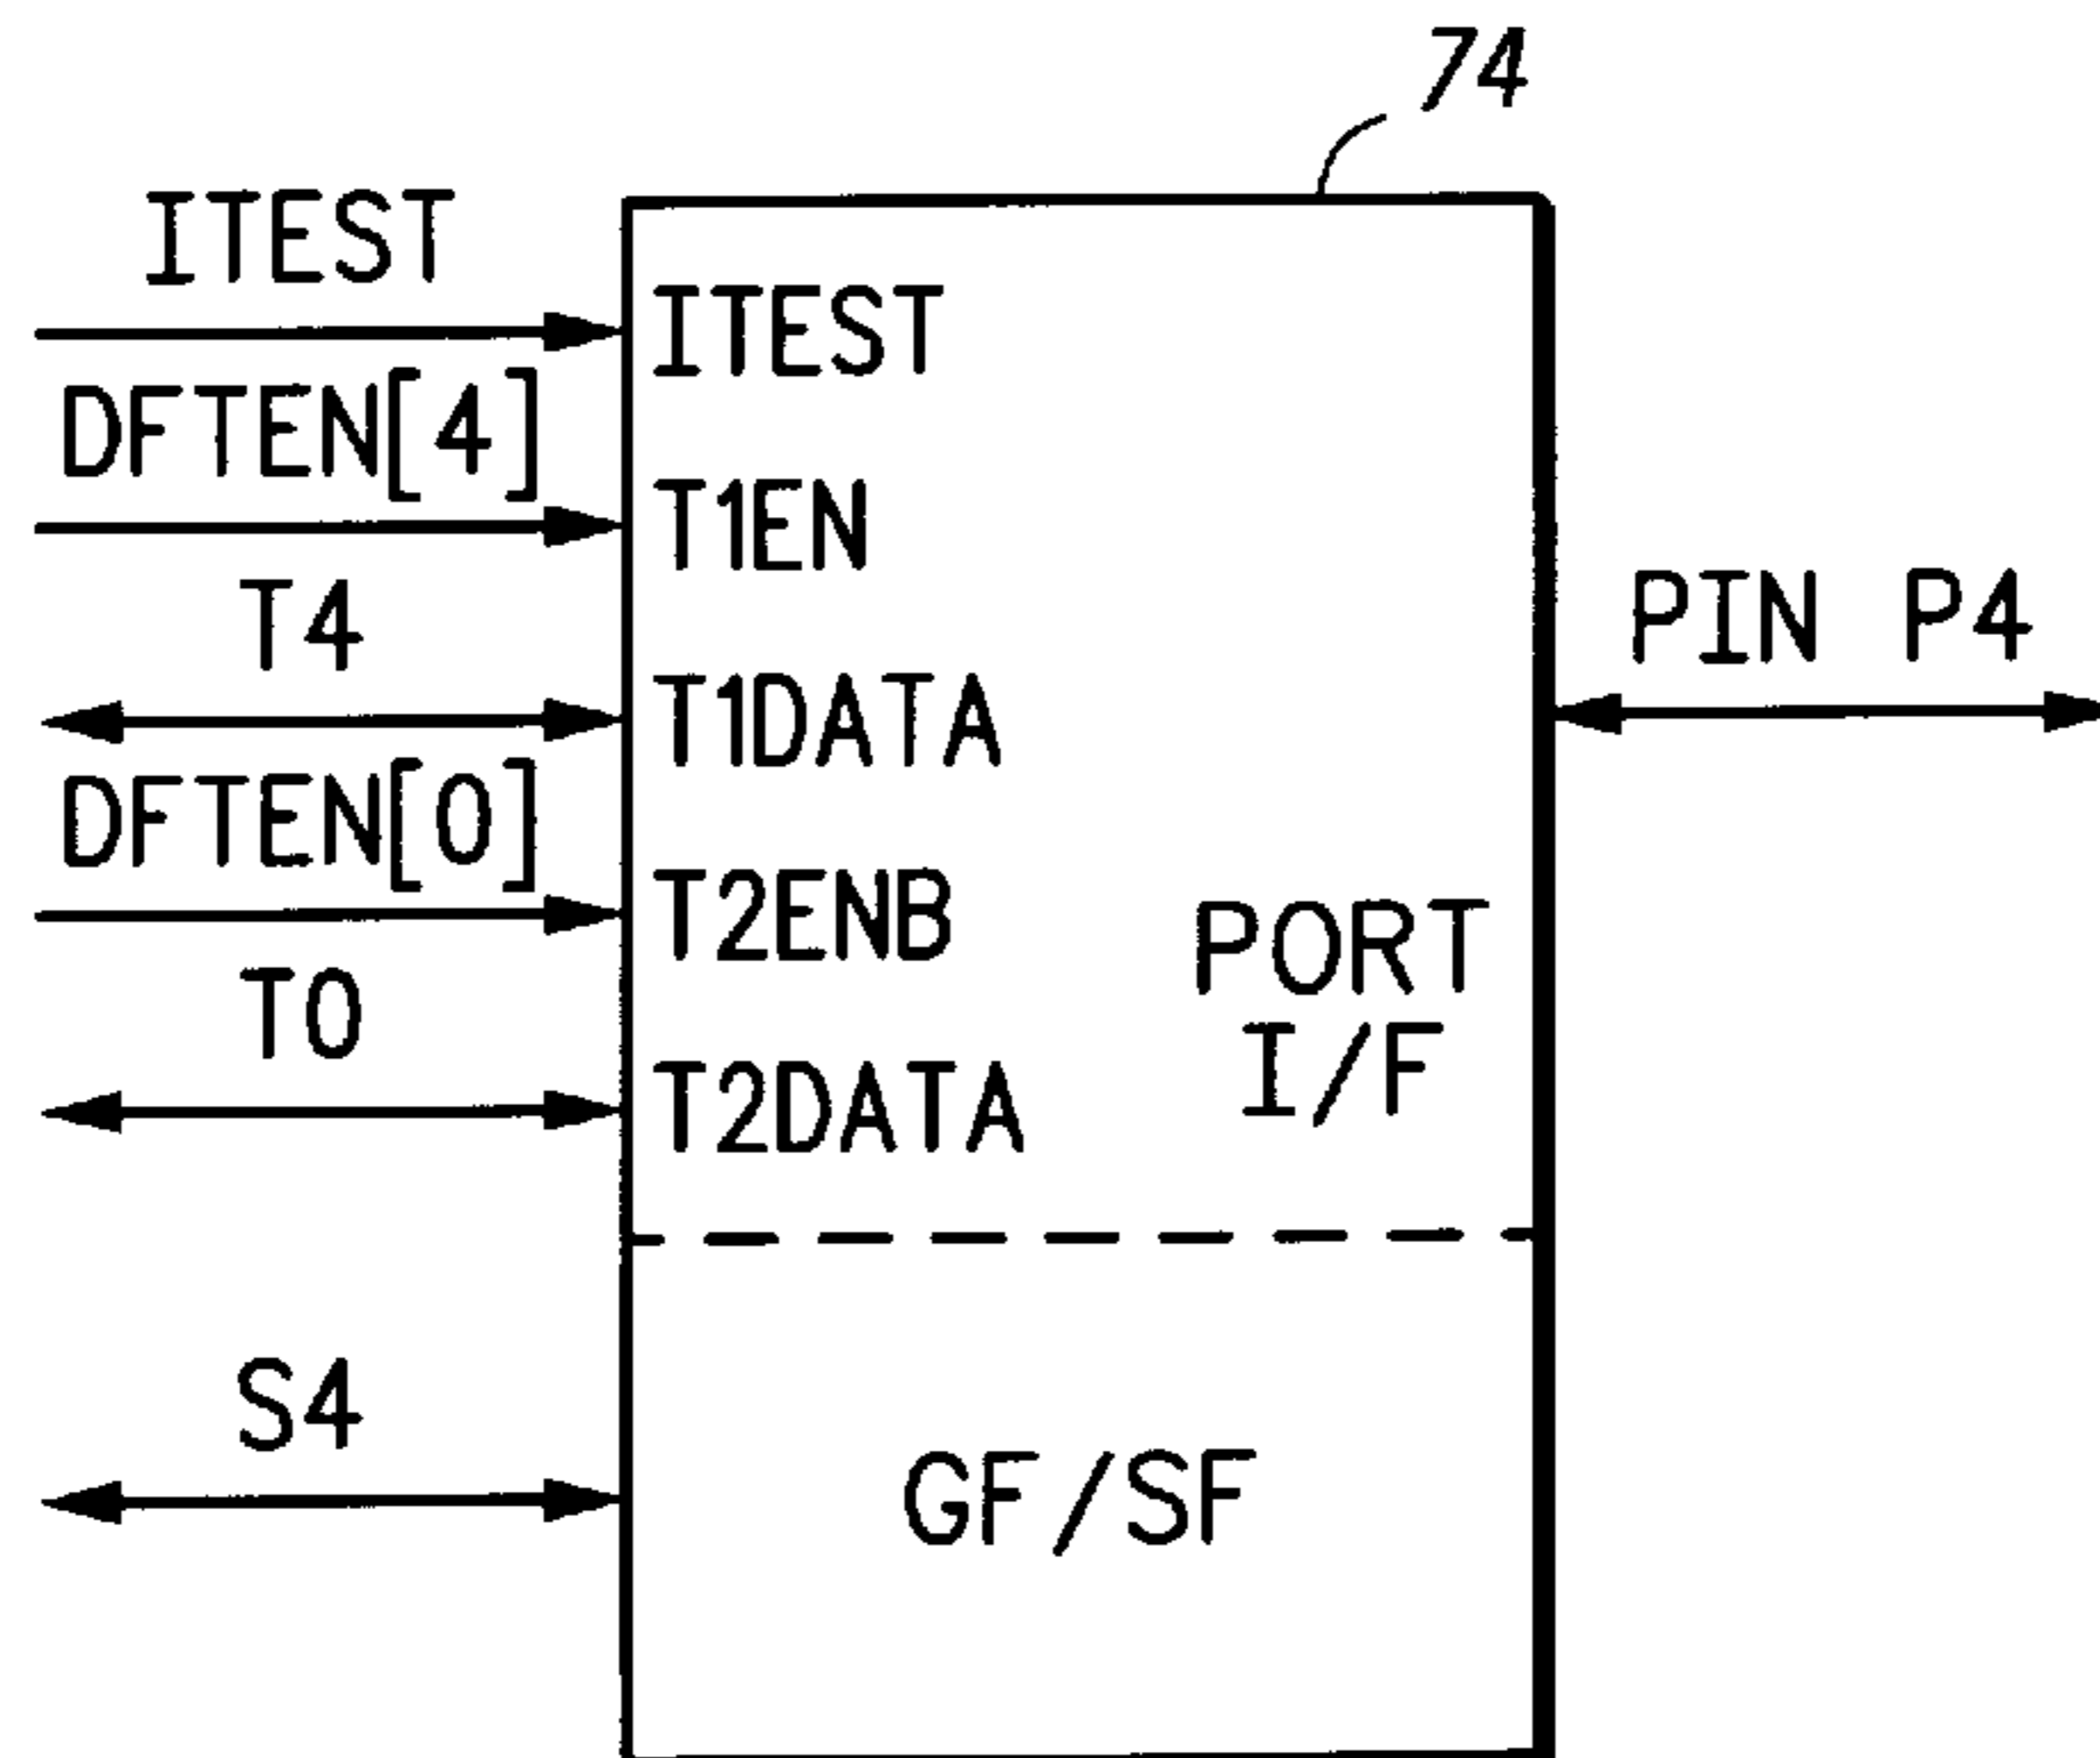 74
ITEST
ITEST
DFTEN[4]
T1EN
T4
T1DATA
PIN P4
DFTEN[0]
T2ENB
PORT
I/F
T0
T2DATA
S4
GF/SF